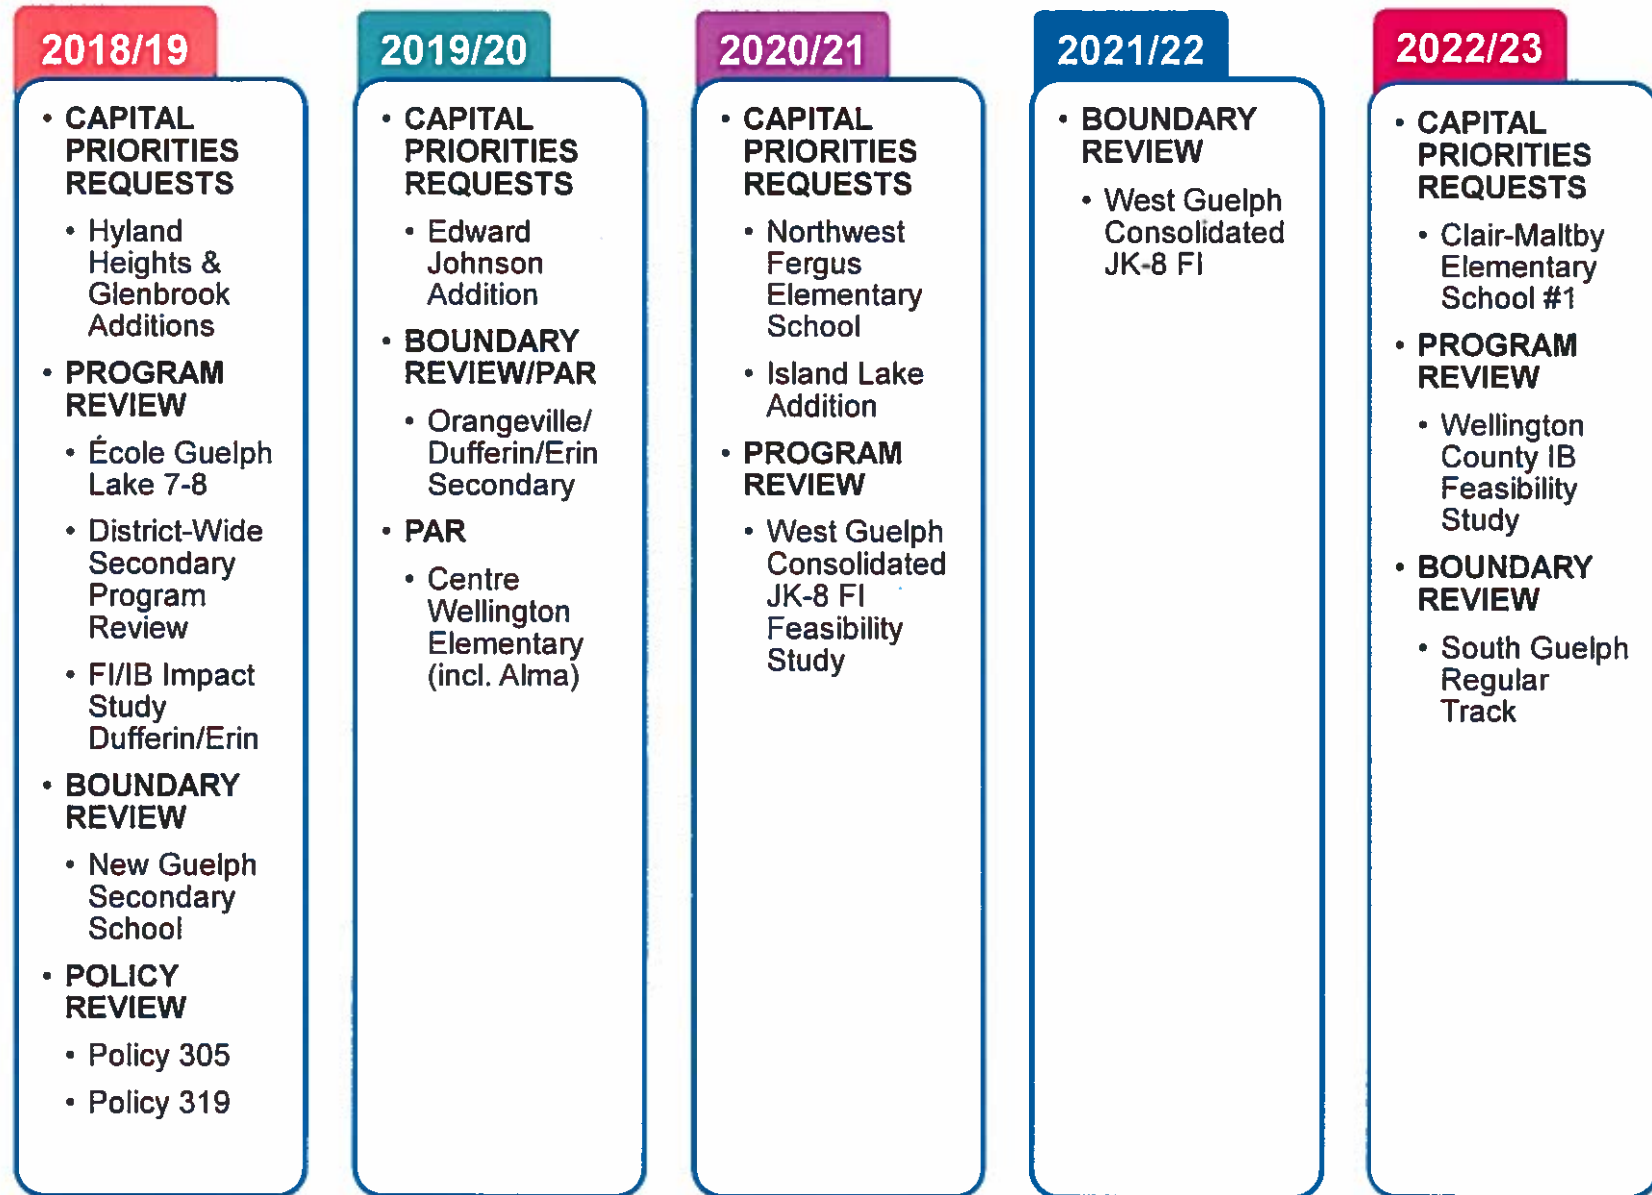 2018/19
• CAPITAL
PRIORITIES
REQUESTS
• Hyland
Heights &
Glenbrook
Additions
• PROGRAM
REVIEW
• École Guelph
Lake 7-8
• District-Wide
Secondary
Program
Review
• FI/IB Impact
Study
Dufferin/Erin
• BOUNDARY
REVIEW
• New Guelph
Secondary
School
• POLICY
REVIEW
• Policy 305
• Policy 319
2019/20
• CAPITAL
PRIORITIES
REQUESTS
• Edward
Johnson
Addition
• BOUNDARY
REVIEW/PAR
• Orangeville/
Dufferin/Erin
Secondary
• PAR
• Centre
Wellington
Elementary
(incl. Alma)
2020/21
• CAPITAL
PRIORITIES
REQUESTS
• Northwest
Fergus
Elementary
School
• Island Lake
Addition
• PROGRAM
REVIEW
• West Guelph
Consolidated
JK-8 FI
Feasibility
Study
2021/22
• BOUNDARY
REVIEW
• West Guelph
Consolidated
JK-8 FI
2022/23
• CAPITAL
PRIORITIES
REQUESTS
• Clair-Maltby
Elementary
School #1
• PROGRAM
REVIEW
• Wellington
County IB
Feasibility
Study
• BOUNDARY
REVIEW
• South Guelph
Regular
Track